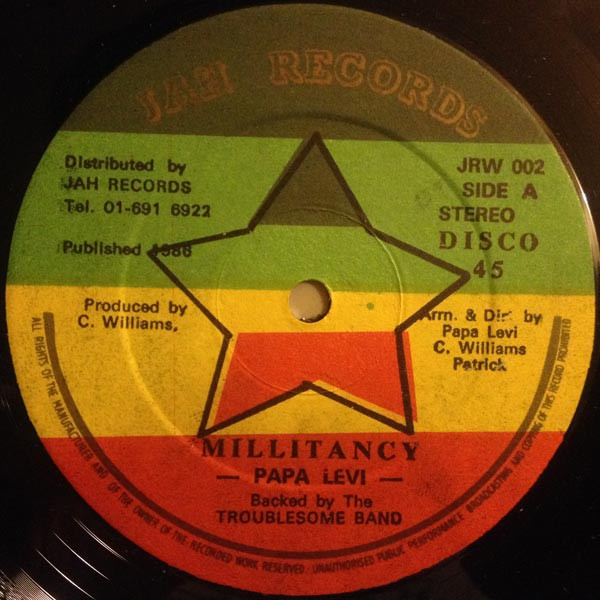 JAH RECORDS
Distributed by
JAH RECORDS
Tel. 01-691 6922
Published 1986
Produced by
C. Williams,
JRW 002
SIDE A
STEREO
DISCO
45
Arrn. & Dir. by
Papa Levi
C. Williams
Patrick
MILLITANCY
— PAPA LEVI —
Backed by The
TROUBLESOME BAND
ALL RIGHTS OF THE MANUFACTURER AND OF THE OWNER OF THE RECORDED WORK RESERVED. UNAUTHORISED PUBLIC PERFORMANCE BROADCASTING AND COPYING OF THIS RECORD PROHIBITED